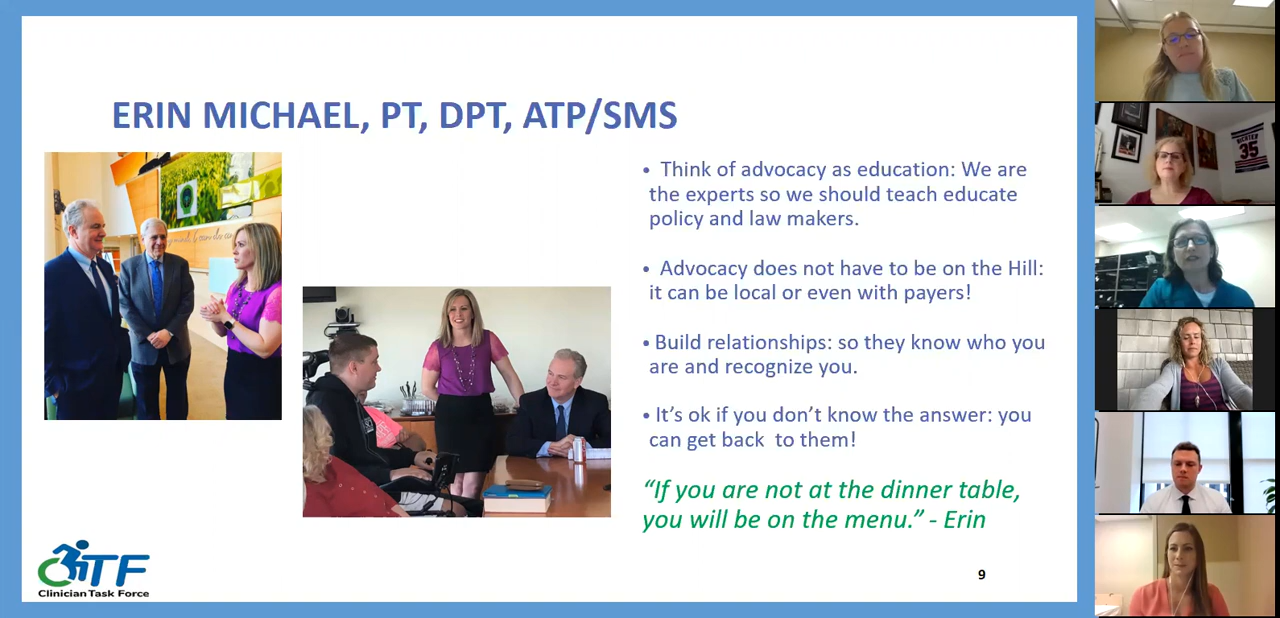 ERIN MICHAEL, PT, DPT, ATP/SMS
• Think of advocacy as education: We are
the experts so we should teach educate
policy and law makers.
• Advocacy does not have to be on the Hill:
it can be local or even with payers!
• Build relationships: so they know who you
are and recognize you.
• It’s ok if you don’t know the answer: you
can get back to them!
“If you are not at the dinner table,
you will be on the menu.” - Erin
CTF
Clinician Task Force
9
RICHTER
35